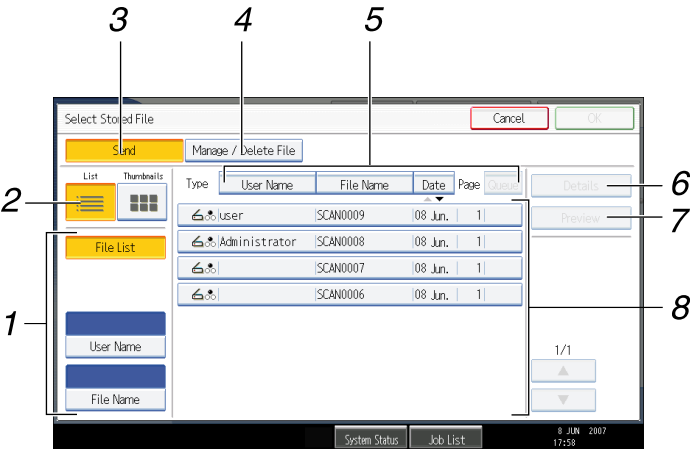 3 4 5
Select Stored File Cancel OK
Send Manage / Delete File
List Thumbnails Type User Name File Name Date Page Queue Details 6
2 Preview 7
user SCAN0009 08 Jun. 1
File List Administrator SCAN0008 08 Jun. 1
SCAN0007 08 Jun. 1
SCAN0006 08 Jun. 1 8
1
User Name 1/1
File Name
System Status Job List 8 JUN 2007
17:58